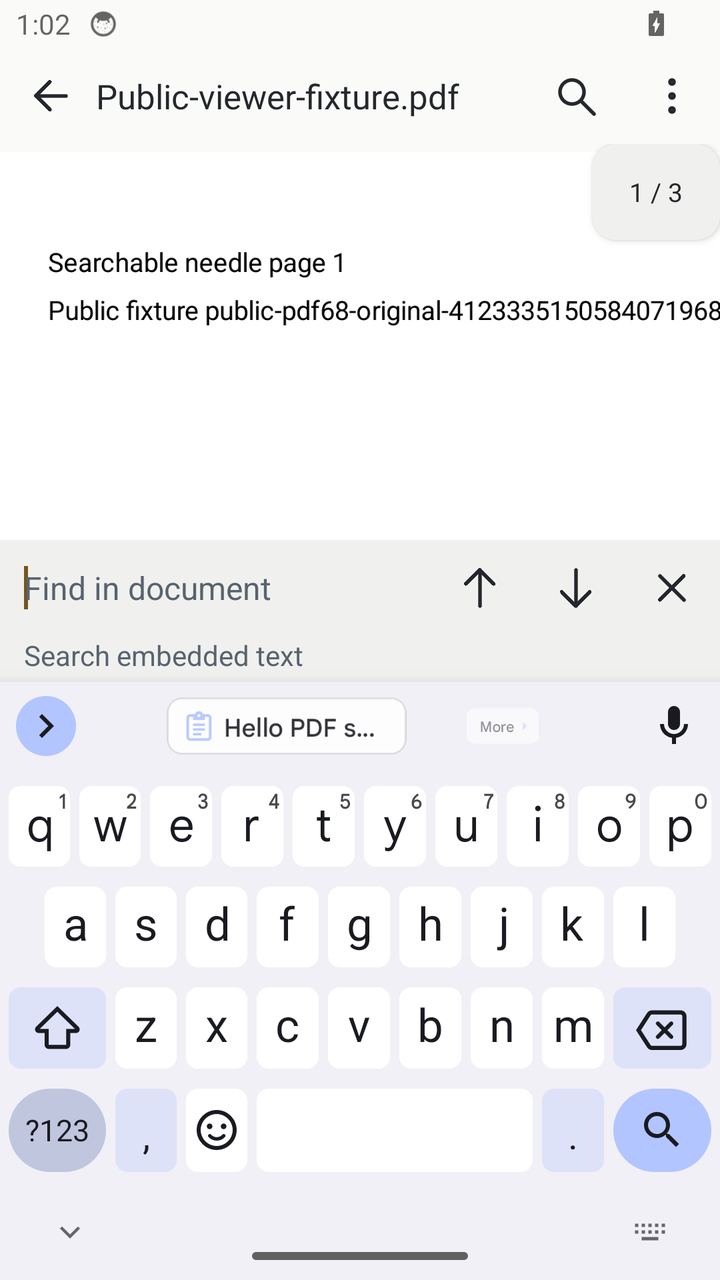 1:02
Public-viewer-fixture.pdf
1 / 3
Searchable needle page 1
Public fixture public-pdf68-original-4123335150584071968
Find in document
Search embedded text
Hello PDF s...
More
q 1 w 2 e 3 r 4 t 5 y 6 u 7 i 8 o 9 p 0
a s d f g h j k l
z x c v b n m
?123 , .